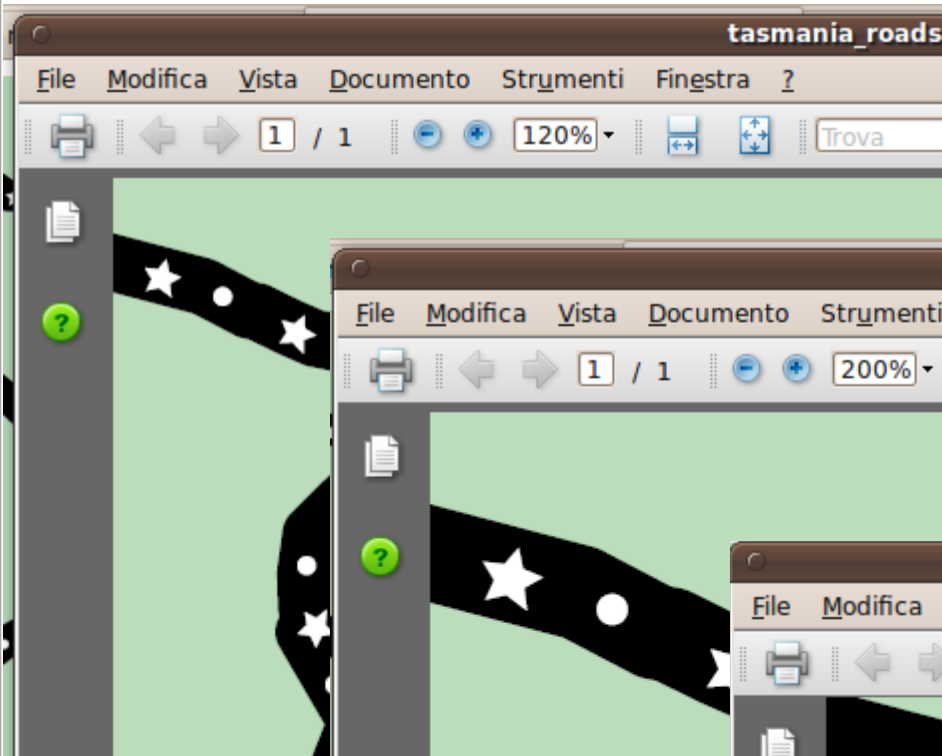 tasmania_roads
File Modifica Vista Documento Strumenti Finestra ?
1 / 1 120% Trova
?
File Modifica Vista Documento Strumenti
1 / 1 200%
?
File Modifica